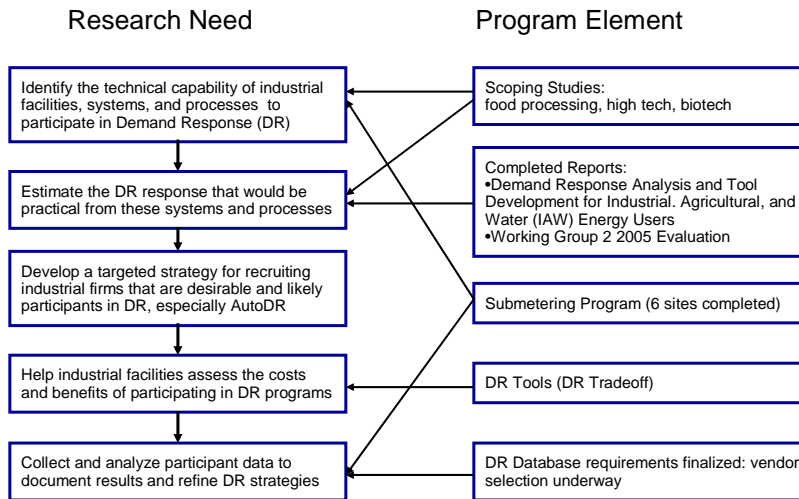 Research Need
Program Element
Identify the technical capability of industrial
facilities, systems, and processes to
participate in Demand Response (DR)
Estimate the DR response that would be
practical from these systems and processes
Develop a targeted strategy for recruiting
industrial firms that are desirable and likely
participants in DR, especially AutoDR
Help industrial facilities assess the costs
and benefits of participating in DR programs
Collect and analyze participant data to
document results and refine DR strategies
Scoping Studies:
food processing, high tech, biotech
Completed Reports:
•Demand Response Analysis and Tool
Development for Industrial. Agricultural, and
Water (IAW) Energy Users
•Working Group 2 2005 Evaluation
Submetering Program (6 sites completed)
DR Tools (DR Tradeoff)
DR Database requirements finalized: vendor
selection underway